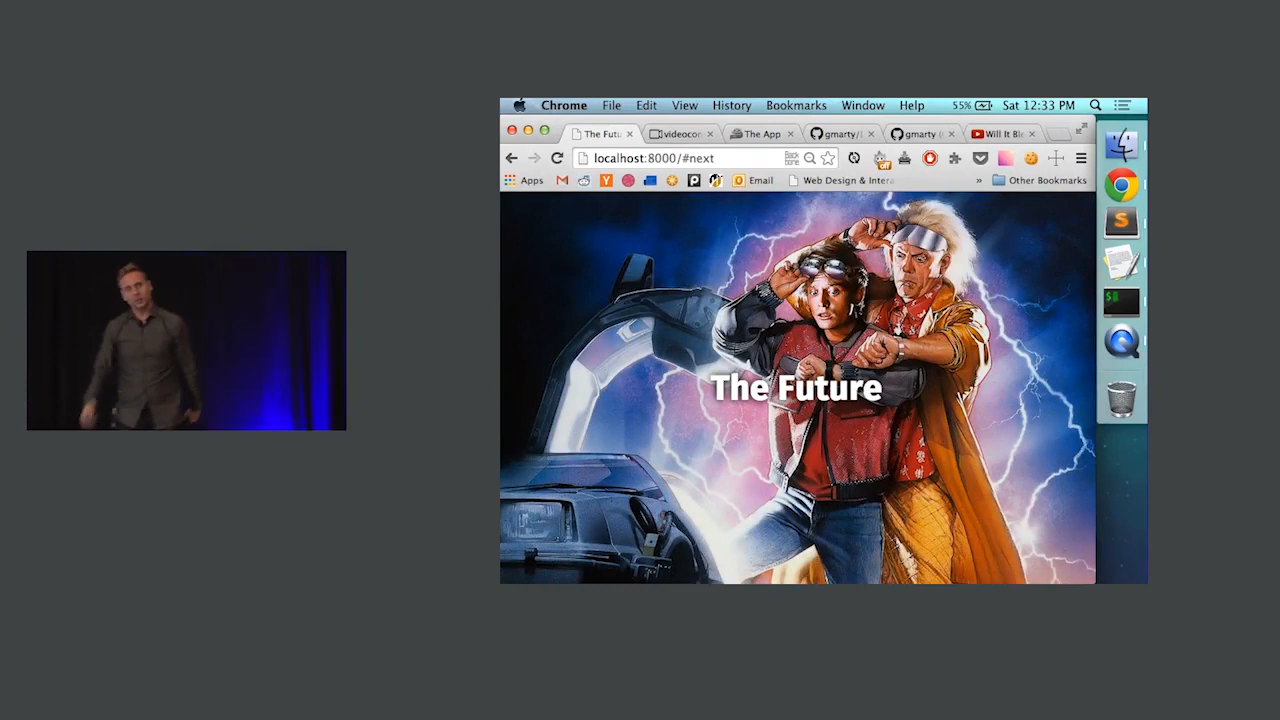 Chrome File Edit View History Bookmarks Window Help 55% Sat 12:33 PM
The Futu videocon The App gmarty/ gmarty ( Will It Ble
localhost:8000/#next
Apps Email Web Design & Intera » Other Bookmarks
The Future